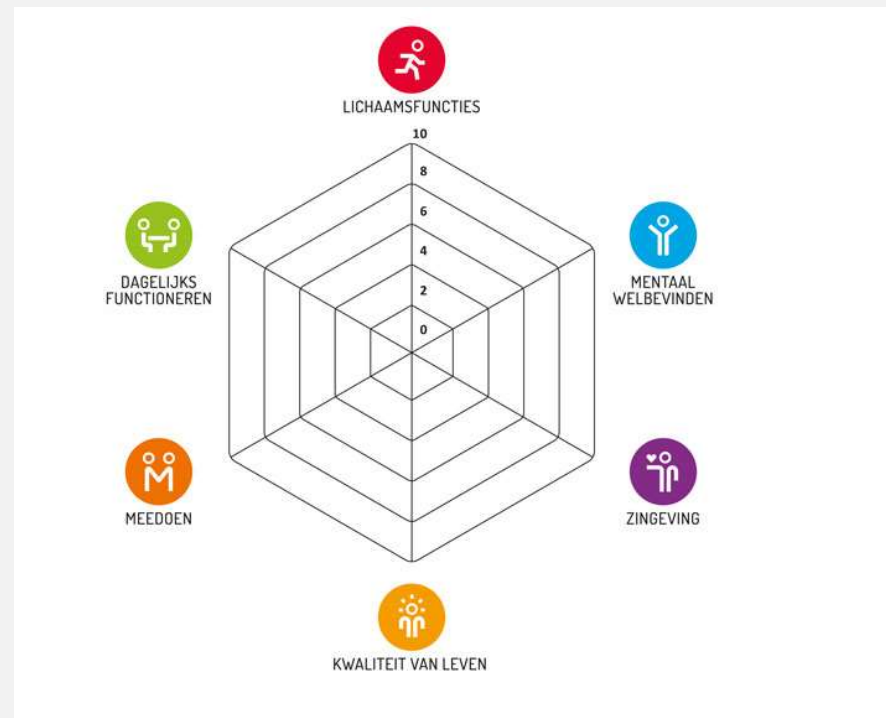 LICHAAMSFUNCTIES
10
8
6
4
2
0
DAGELIJKS
FUNCTIONEREN
MENTAAL
WELBEVINDEN
MEEDOEN
ZINGEVING
KWALITEIT VAN LEVEN